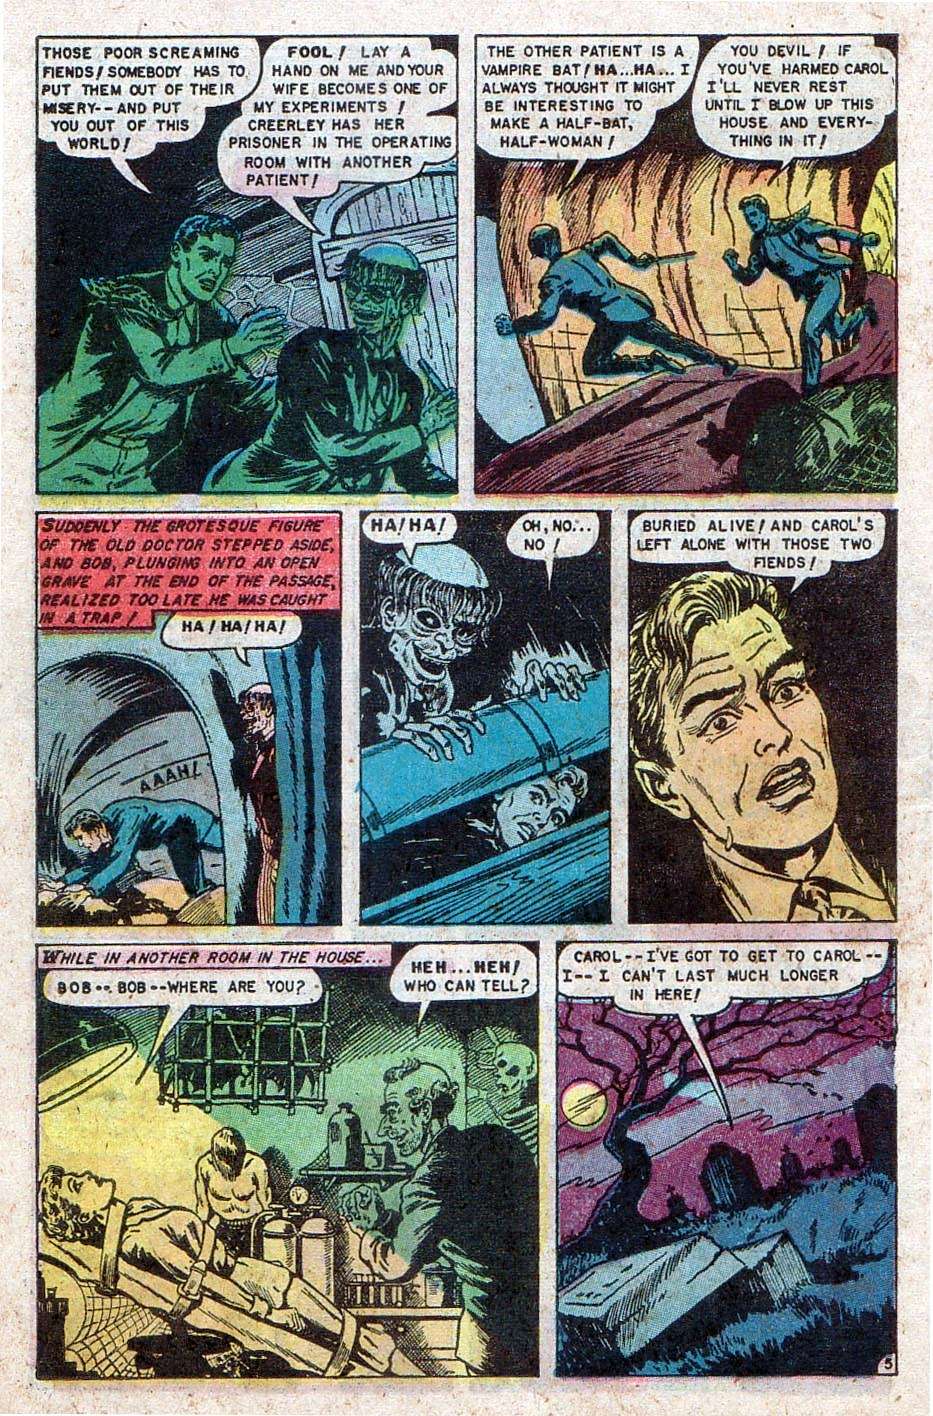 THOSE POOR SCREAMING
FIENDS! SOMEBODY HAS TO
PUT THEM OUT OF THEIR
MISERY--AND PUT
YOU OUT OF THIS
WORLD!
FOOL! LAY A
HAND ON ME AND YOUR
WIFE BECOMES ONE OF
MY EXPERIMENTS!
CREERLEY HAS HER
PRISONER IN THE OPERATING
ROOM WITH ANOTHER
PATIENT!
THE OTHER PATIENT IS A
VAMPIRE BAT! HA...HA... I
ALWAYS THOUGHT IT MIGHT
BE INTERESTING TO
MAKE A HALF-BAT,
HALF-WOMAN!
YOU DEVIL! IF
YOU'VE HARMED CAROL
I'LL NEVER REST
UNTIL I BLOW UP THIS
HOUSE AND EVERY-
THING IN IT!
SUDDENLY THE GROTESQUE FIGURE
OF THE OLD DOCTOR STEPPED ASIDE,
AND BOB, PLUNGING INTO AN OPEN
GRAVE AT THE END OF THE PASSAGE,
REALIZED TOO LATE HE WAS CAUGHT
IN A TRAP!
HA! HA! HA!
AAAH!
HA! HA!
OH, NO...
NO!
BURIED ALIVE! AND CAROL'S
LEFT ALONE WITH THOSE TWO
FIENDS!
WHILE IN ANOTHER ROOM IN THE HOUSE...
BOB-- BOB--WHERE ARE YOU?
HEH...HEH!
WHO CAN TELL?
V
CAROL--I'VE GOT TO GET TO CAROL--
I-- I CAN'T LAST MUCH LONGER
IN HERE!
5